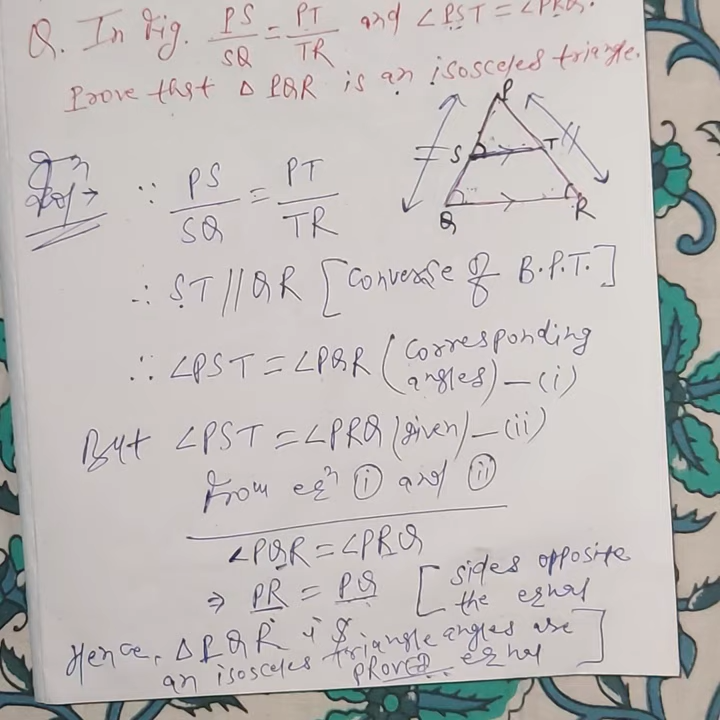 Q. In fig. PS/SQ = PT/TR and ∠PST = ∠PRQ.
Prove that △ PQR is an isosceles triangle.
P
S
T
Q
R
∵ PS/SQ = PT/TR
∴ ST // QR [Converse of B.P.T.]
∴ ∠PST = ∠PQR (Corresponding angles) – (i)
But ∠PST = ∠PRQ (given) – (ii)
From eqⁿ (i) and (ii)
∠PQR = ∠PRQ
⇒ PR = PQ [sides opposite
the equal
angles are
equal]
Hence, △PQR is
an isosceles triangle
proved